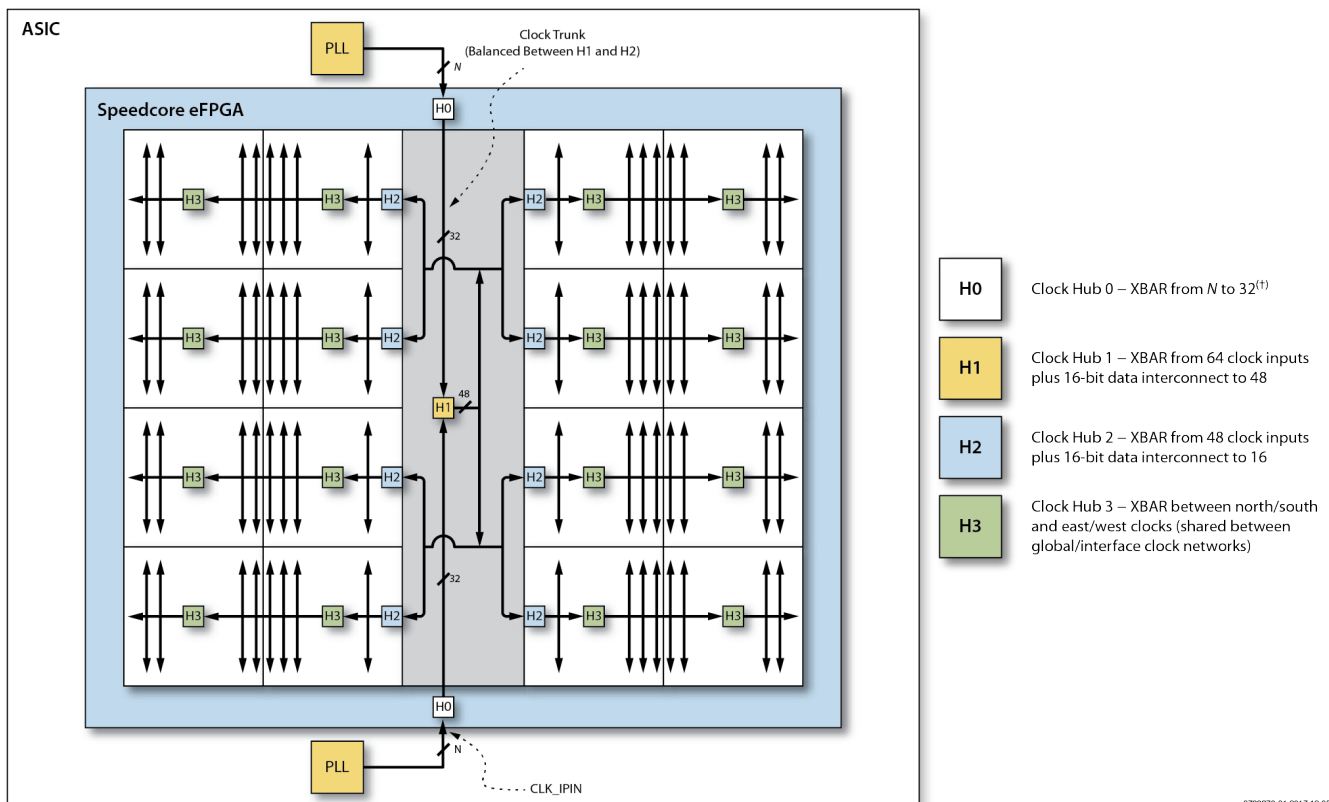 ASIC
PLL
N
Clock Trunk
(Balanced Between H1 and H2)
H0
Speedcore eFPGA
H3
H3
H2
H2
H3
H3
32
H3
H3
H2
H2
H3
H3
H1
48
H3
H3
H2
H2
H3
H3
32
H3
H3
H2
H2
H3
H3
H0
N
PLL
CLK_IPIN
H0
Clock Hub 0 – XBAR from N to 32(†)
H1
Clock Hub 1 – XBAR from 64 clock inputs
plus 16-bit data interconnect to 48
H2
Clock Hub 2 – XBAR from 48 clock inputs
plus 16-bit data interconnect to 16
H3
Clock Hub 3 – XBAR between north/south
and east/west clocks (shared between
global/interface clock networks)